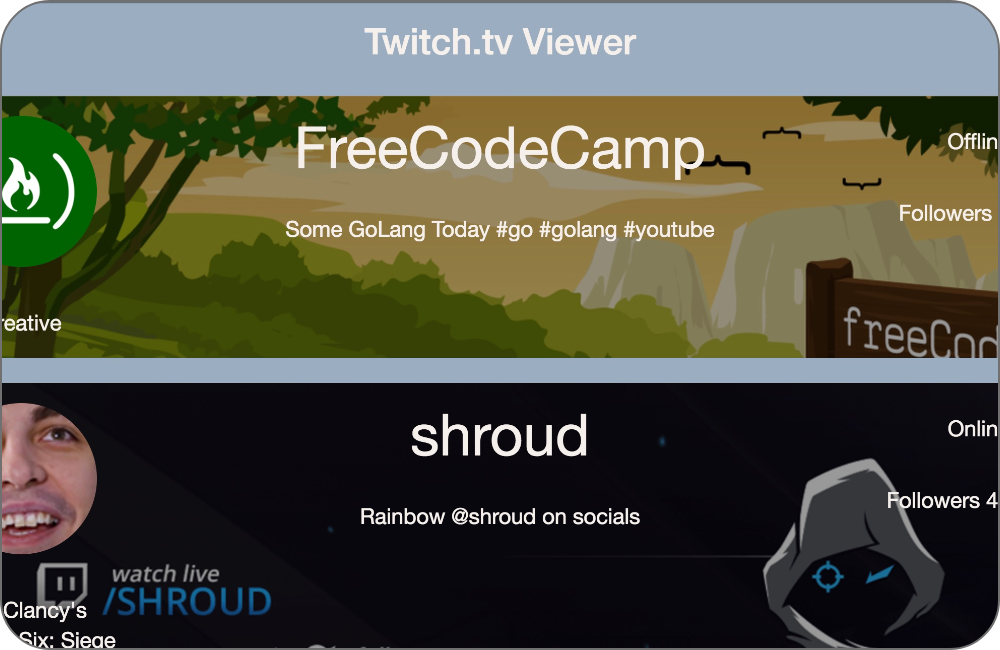 Twitch.tv Viewer
FreeCodeCamp
Offlin
Some GoLang Today #go #golang #youtube
Followers
reative
freeCod
shroud
Onlin
Rainbow @shroud on socials
Followers 4
watch live
/SHROUD
Clancy's
Six: Siege